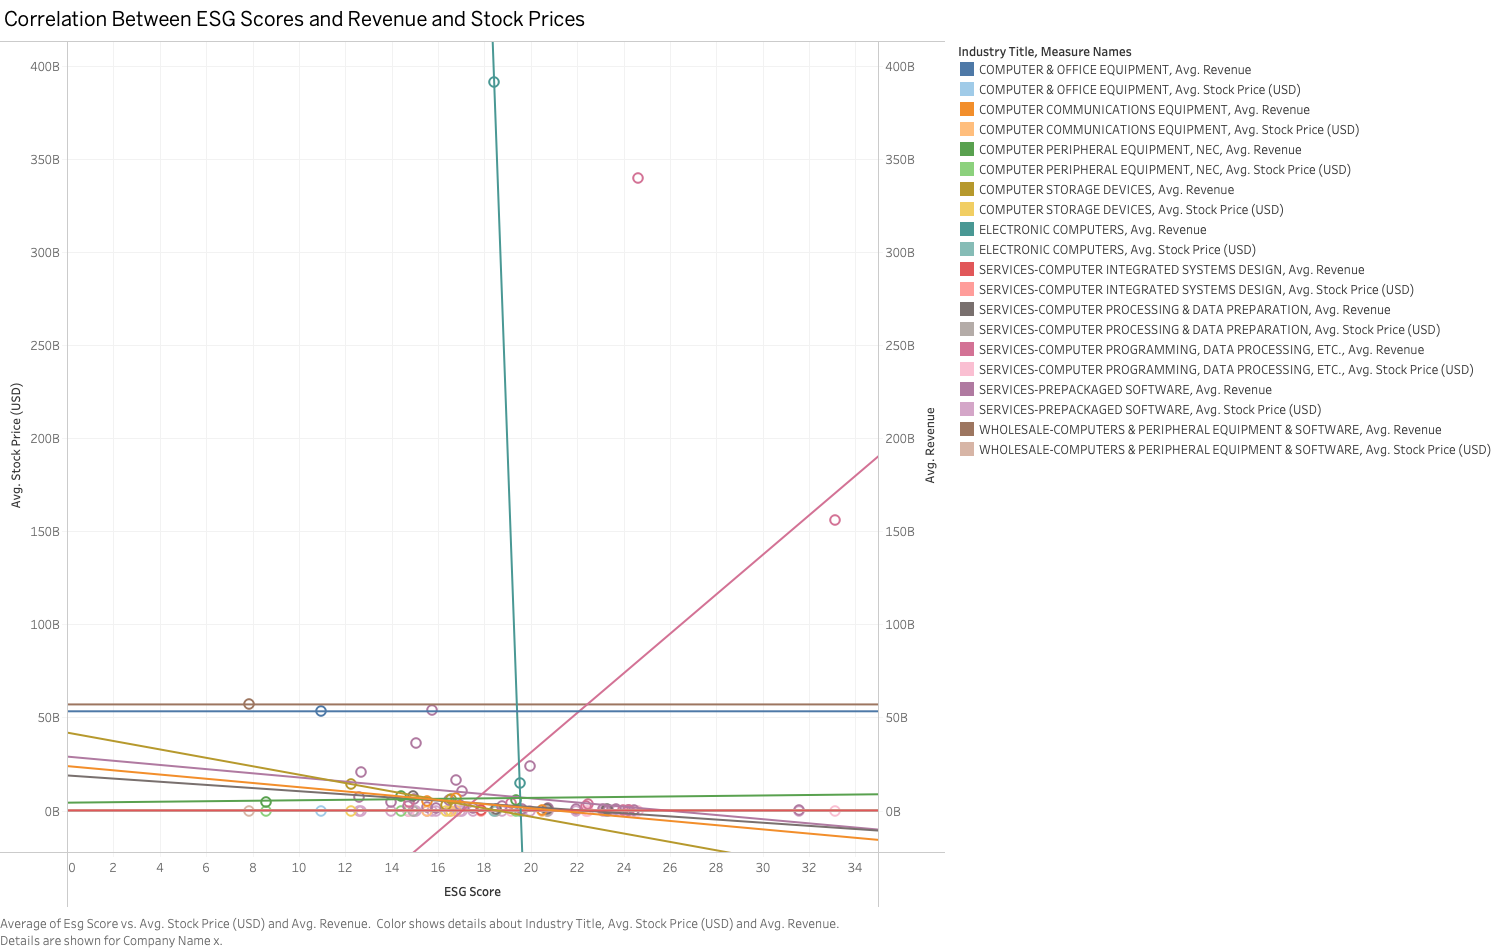 Correlation Between ESG Scores and Revenue and Stock Prices
Avg. Stock Price (USD)
400B
350B
300B
250B
200B
150B
100B
50B
0B
400B
350B
300B
250B
200B
150B
100B
50B
0B
Avg. Revenue
0 2 4 6 8 10 12 14 16 18 20 22 24 26 28 30 32 34
ESG Score
Industry Title, Measure Names
COMPUTER & OFFICE EQUIPMENT, Avg. Revenue
COMPUTER & OFFICE EQUIPMENT, Avg. Stock Price (USD)
COMPUTER COMMUNICATIONS EQUIPMENT, Avg. Revenue
COMPUTER COMMUNICATIONS EQUIPMENT, Avg. Stock Price (USD)
COMPUTER PERIPHERAL EQUIPMENT, NEC, Avg. Revenue
COMPUTER PERIPHERAL EQUIPMENT, NEC, Avg. Stock Price (USD)
COMPUTER STORAGE DEVICES, Avg. Revenue
COMPUTER STORAGE DEVICES, Avg. Stock Price (USD)
ELECTRONIC COMPUTERS, Avg. Revenue
ELECTRONIC COMPUTERS, Avg. Stock Price (USD)
SERVICES-COMPUTER INTEGRATED SYSTEMS DESIGN, Avg. Revenue
SERVICES-COMPUTER INTEGRATED SYSTEMS DESIGN, Avg. Stock Price (USD)
SERVICES-COMPUTER PROCESSING & DATA PREPARATION, Avg. Revenue
SERVICES-COMPUTER PROCESSING & DATA PREPARATION, Avg. Stock Price (USD)
SERVICES-COMPUTER PROGRAMMING, DATA PROCESSING, ETC., Avg. Revenue
SERVICES-COMPUTER PROGRAMMING, DATA PROCESSING, ETC., Avg. Stock Price (USD)
SERVICES-PREPACKAGED SOFTWARE, Avg. Revenue
SERVICES-PREPACKAGED SOFTWARE, Avg. Stock Price (USD)
WHOLESALE-COMPUTERS & PERIPHERAL EQUIPMENT & SOFTWARE, Avg. Revenue
WHOLESALE-COMPUTERS & PERIPHERAL EQUIPMENT & SOFTWARE, Avg. Stock Price (USD)
Average of Esg Score vs. Avg. Stock Price (USD) and Avg. Revenue. Color shows details about Industry Title, Avg. Stock Price (USD) and Avg. Revenue.
Details are shown for Company Name x.